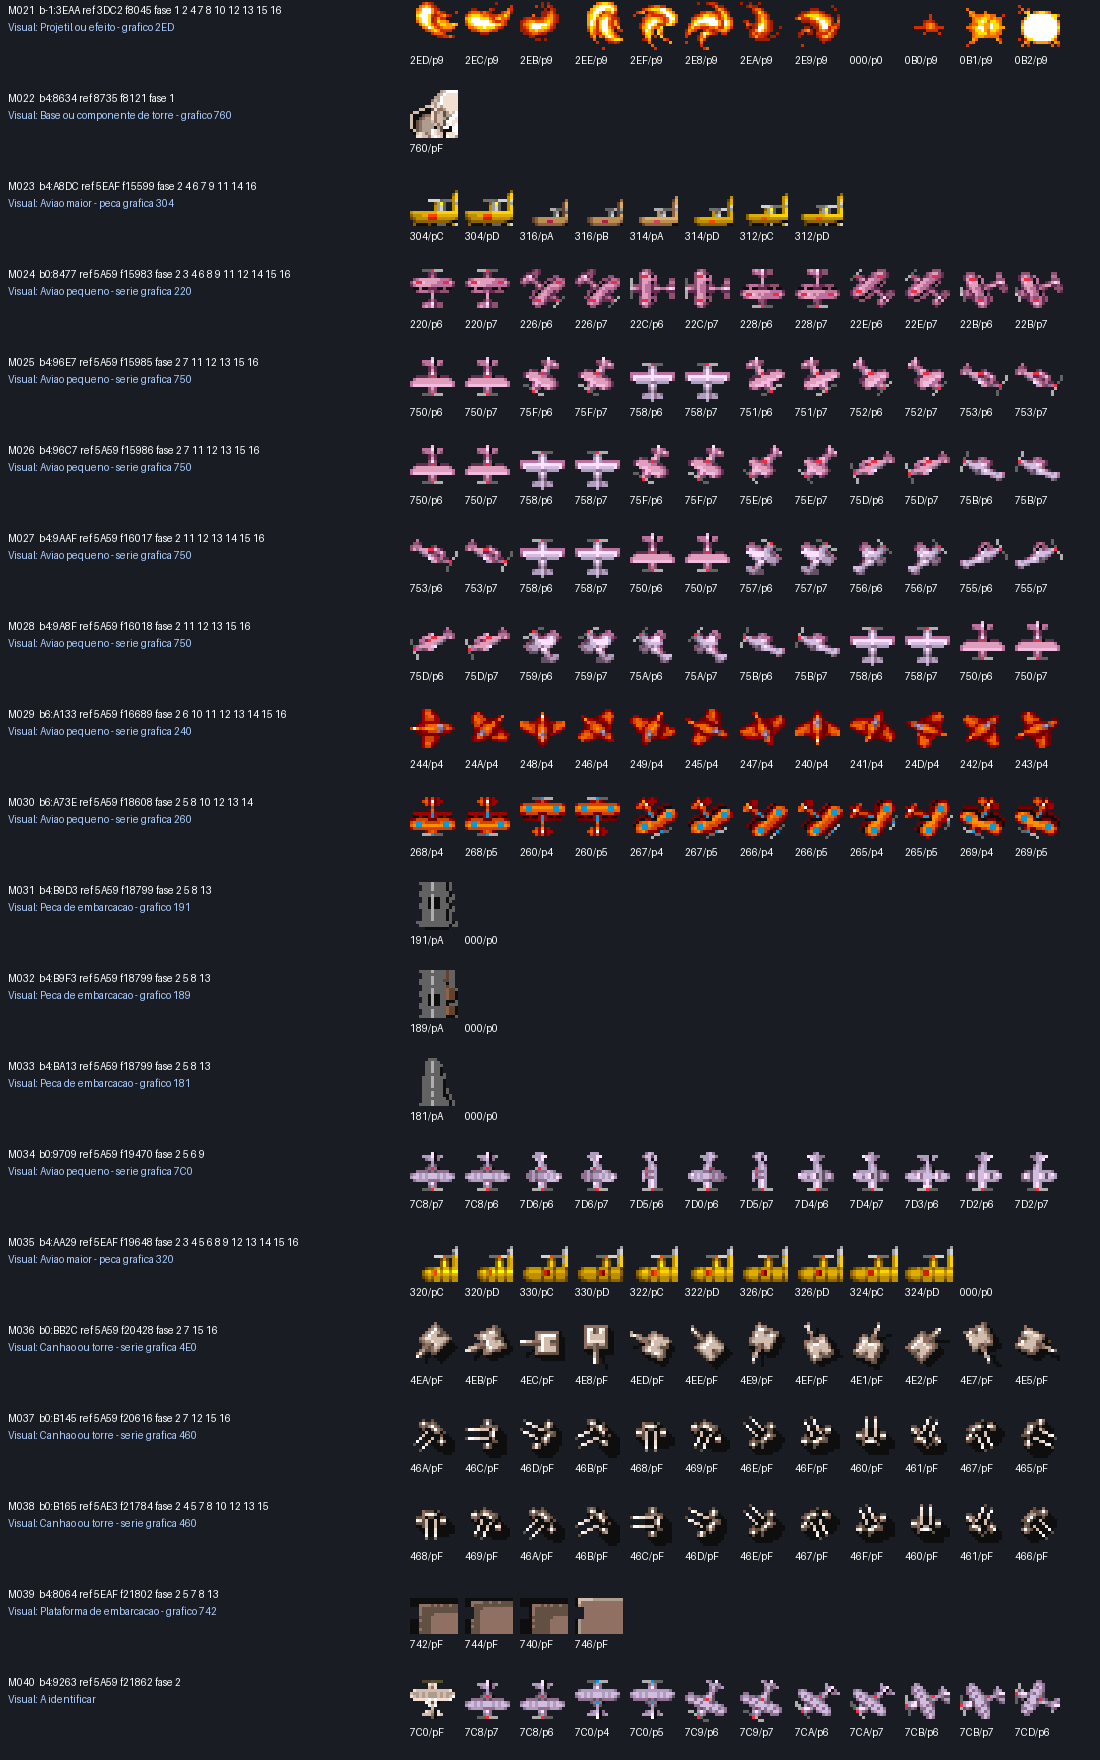 M021 b-1:3EAA ref 3DC2 f8045 fase 1 2 4 7 8 10 12 13 15 16
Visual: Projetil ou efeito - grafico 2ED
2ED/p9 2EC/p9 2EB/p9 2EE/p9 2EF/p9 2E8/p9 2EA/p9 2E9/p9 000/p0 0B0/p9 0B1/p9 0B2/p9
M022 b4:8634 ref 8735 f8121 fase 1
Visual: Base ou componente de torre - grafico 760
760/pF
M023 b4:A8DC ref 5EAF f15599 fase 2 4 6 7 9 11 14 16
Visual: Aviao maior - peca grafica 304
304/pC 304/pD 316/pA 316/pB 314/pA 314/pD 312/pC 312/pD
M024 b0:8477 ref 5A59 f15983 fase 2 3 4 6 8 9 11 12 14 15 16
Visual: Aviao pequeno - serie grafica 220
220/p6 220/p7 226/p6 226/p7 22C/p6 22C/p7 228/p6 228/p7 22E/p6 22E/p7 22B/p6 22B/p7
M025 b4:96E7 ref 5A59 f15985 fase 2 7 11 12 13 15 16
Visual: Aviao pequeno - serie grafica 750
750/p6 750/p7 75F/p6 75F/p7 758/p6 758/p7 751/p6 751/p7 752/p6 752/p7 753/p6 753/p7
M026 b4:96C7 ref 5A59 f15986 fase 2 7 11 12 13 15 16
Visual: Aviao pequeno - serie grafica 750
750/p6 750/p7 758/p6 758/p7 75F/p6 75F/p7 75E/p6 75E/p7 75D/p6 75D/p7 75B/p6 75B/p7
M027 b4:9AAF ref 5A59 f16017 fase 2 11 12 13 14 15 16
Visual: Aviao pequeno - serie grafica 750
753/p6 753/p7 758/p6 758/p7 750/p6 750/p7 757/p6 757/p7 756/p6 756/p7 755/p6 755/p7
M028 b4:9A8F ref 5A59 f16018 fase 2 11 12 13 15 16
Visual: Aviao pequeno - serie grafica 750
75D/p6 75D/p7 759/p6 759/p7 75A/p6 75A/p7 75B/p6 75B/p7 758/p6 758/p7 750/p6 750/p7
M029 b6:A133 ref 5A59 f16689 fase 2 6 10 11 12 13 14 15 16
Visual: Aviao pequeno - serie grafica 240
244/p4 24A/p4 248/p4 246/p4 249/p4 245/p4 247/p4 240/p4 241/p4 24D/p4 242/p4 243/p4
M030 b6:A73E ref 5A59 f18608 fase 2 5 8 10 12 13 14
Visual: Aviao pequeno - serie grafica 260
268/p4 268/p5 260/p4 260/p5 267/p4 267/p5 266/p4 266/p5 265/p4 265/p5 269/p4 269/p5
M031 b4:B9D3 ref 5A59 f18799 fase 2 5 8 13
Visual: Peca de embarcacao - grafico 191
191/pA 000/p0
M032 b4:B9F3 ref 5A59 f18799 fase 2 5 8 13
Visual: Peca de embarcacao - grafico 189
189/pA 000/p0
M033 b4:BA13 ref 5A59 f18799 fase 2 5 8 13
Visual: Peca de embarcacao - grafico 181
181/pA 000/p0
M034 b0:9709 ref 5A59 f19470 fase 2 5 6 9
Visual: Aviao pequeno - serie grafica 7C0
7C8/p7 7C8/p6 7D6/p6 7D6/p7 7D5/p6 7D0/p6 7D5/p7 7D4/p6 7D4/p7 7D3/p6 7D2/p6 7D2/p7
M035 b4:AA29 ref 5EAF f19648 fase 2 3 4 5 6 8 9 12 13 14 15 16
Visual: Aviao maior - peca grafica 320
320/pC 320/pD 330/pC 330/pD 322/pC 322/pD 326/pC 326/pD 324/pC 324/pD 000/p0
M036 b0:BB2C ref 5A59 f20428 fase 2 7 15 16
Visual: Canhao ou torre - serie grafica 4E0
4EA/pF 4EB/pF 4EC/pF 4E8/pF 4ED/pF 4EE/pF 4E9/pF 4EF/pF 4E1/pF 4E2/pF 4E7/pF 4E5/pF
M037 b0:B145 ref 5A59 f20616 fase 2 7 12 15 16
Visual: Canhao ou torre - serie grafica 460
46A/pF 46C/pF 46D/pF 46B/pF 468/pF 469/pF 46E/pF 46F/pF 460/pF 461/pF 467/pF 465/pF
M038 b0:B165 ref 5AE3 f21784 fase 2 4 5 7 8 10 12 13 15
Visual: Canhao ou torre - serie grafica 460
468/pF 469/pF 46A/pF 46B/pF 46C/pF 46D/pF 46E/pF 467/pF 46F/pF 460/pF 461/pF 466/pF
M039 b4:8064 ref 5EAF f21802 fase 2 5 7 8 13
Visual: Plataforma de embarcacao - grafico 742
742/pF 744/pF 740/pF 746/pF
M040 b4:9263 ref 5A59 f21862 fase 2
Visual: A identificar
7C0/pF 7C8/p7 7C8/p6 7C0/p4 7C0/p5 7C9/p6 7C9/p7 7CA/p6 7CA/p7 7CB/p6 7CB/p7 7CD/p6